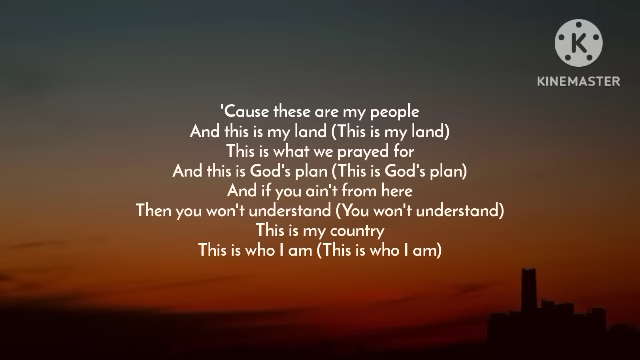 K
KINEMASTER
'Cause these are my people
And this is my land (This is my land)
This is what we prayed for
And this is God's plan (This is God's plan)
And if you ain't from here
Then you won't understand (You won't understand)
This is my country
This is who I am (This is who I am)